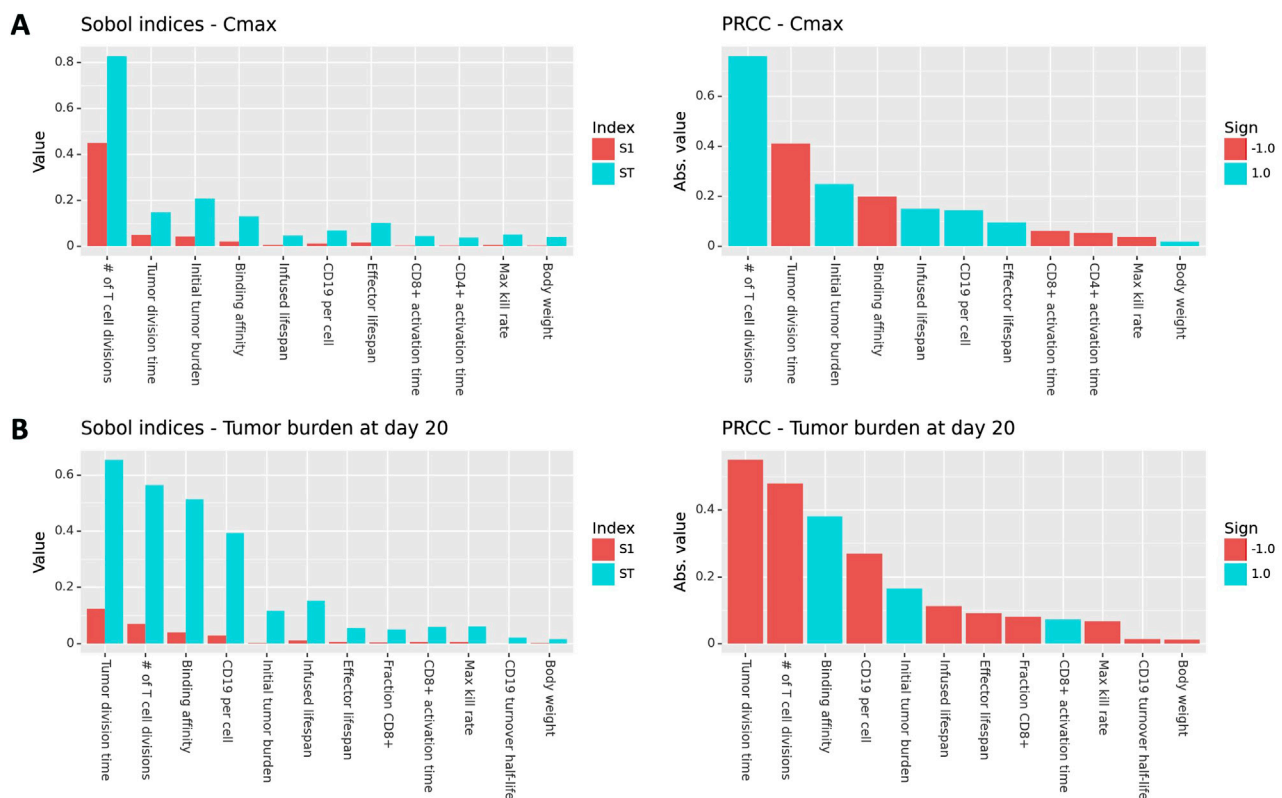 A
Sobol indices - Cmax
Value
0.8
0.6
0.4
0.2
0
# of T cell divisions
Tumor division time
Initial tumor burden
Binding affinity
Infused lifespan
CD19 per cell
Effector lifespan
CD8+ activation time
CD4+ activation time
Max kill rate
Body weight
Index
S1
ST
PRCC - Cmax
Abs. value
0.6
0.4
0.2
0
# of T cell divisions
Tumor division time
Initial tumor burden
Binding affinity
Infused lifespan
CD19 per cell
Effector lifespan
CD8+ activation time
CD4+ activation time
Max kill rate
Body weight
Sign
-1.0
1.0
B
Sobol indices - Tumor burden at day 20
Value
0.6
0.4
0.2
0
Tumor division time
# of T cell divisions
Binding affinity
CD19 per cell
Initial tumor burden
Infused lifespan
Effector lifespan
Fraction CD8+
CD8+ activation time
Max kill rate
CD19 turnover half-life
Body weight
Index
S1
ST
PRCC - Tumor burden at day 20
Abs. value
0.4
0.2
0
Tumor division time
# of T cell divisions
Binding affinity
CD19 per cell
Initial tumor burden
Infused lifespan
Effector lifespan
Fraction CD8+
CD8+ activation time
Max kill rate
CD19 turnover half-life
Body weight
Sign
-1.0
1.0